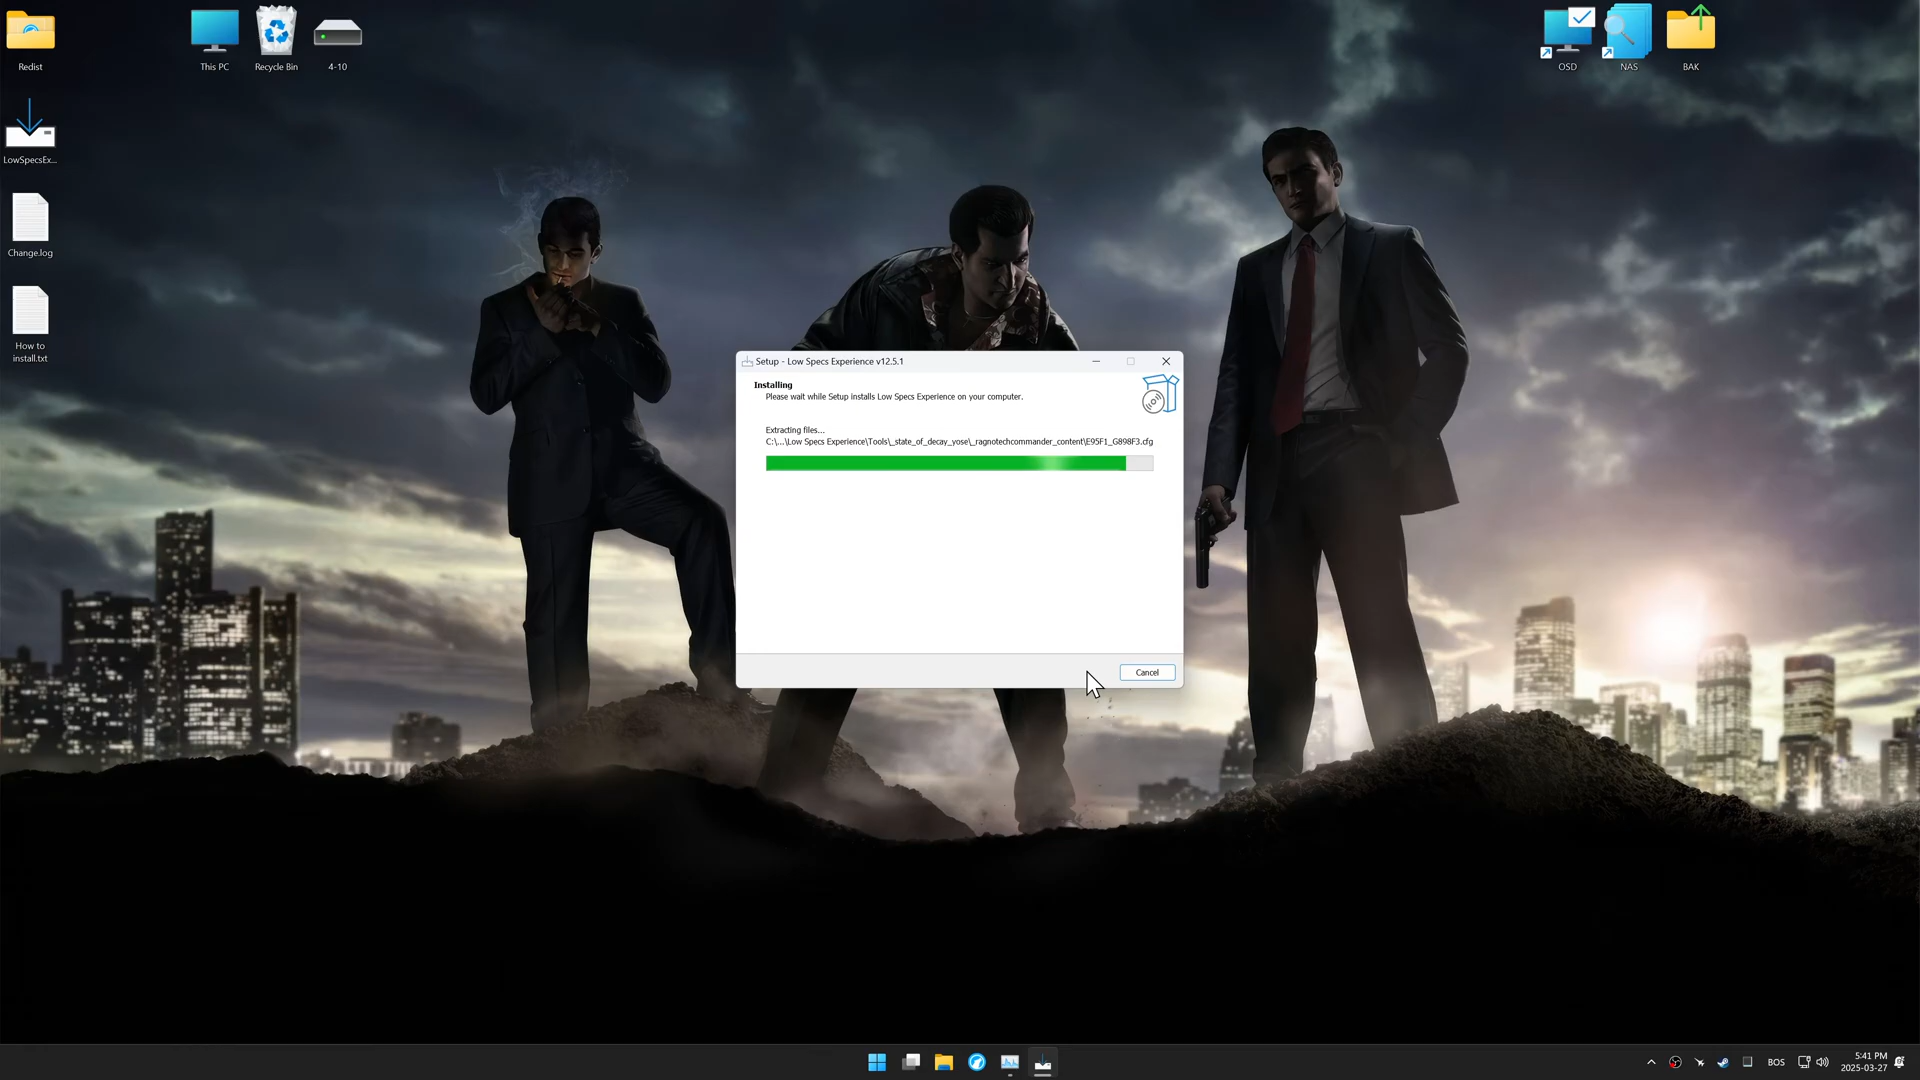 Redist
This PC
Recycle Bin
4-10
OSD
NAS
BAK
LowSpecsEx...
Change.log
How to
install.txt
Setup - Low Specs Experience v12.5.1
Installing
Please wait while Setup installs Low Specs Experience on your computer.
Extracting files...
C:\...\Low Specs Experience\Tools\_state_of_decay_yose\_ragnotechcommander_content\E95F1_G898F3.cfg
Cancel
BOS
5:41 PM
2025-03-27